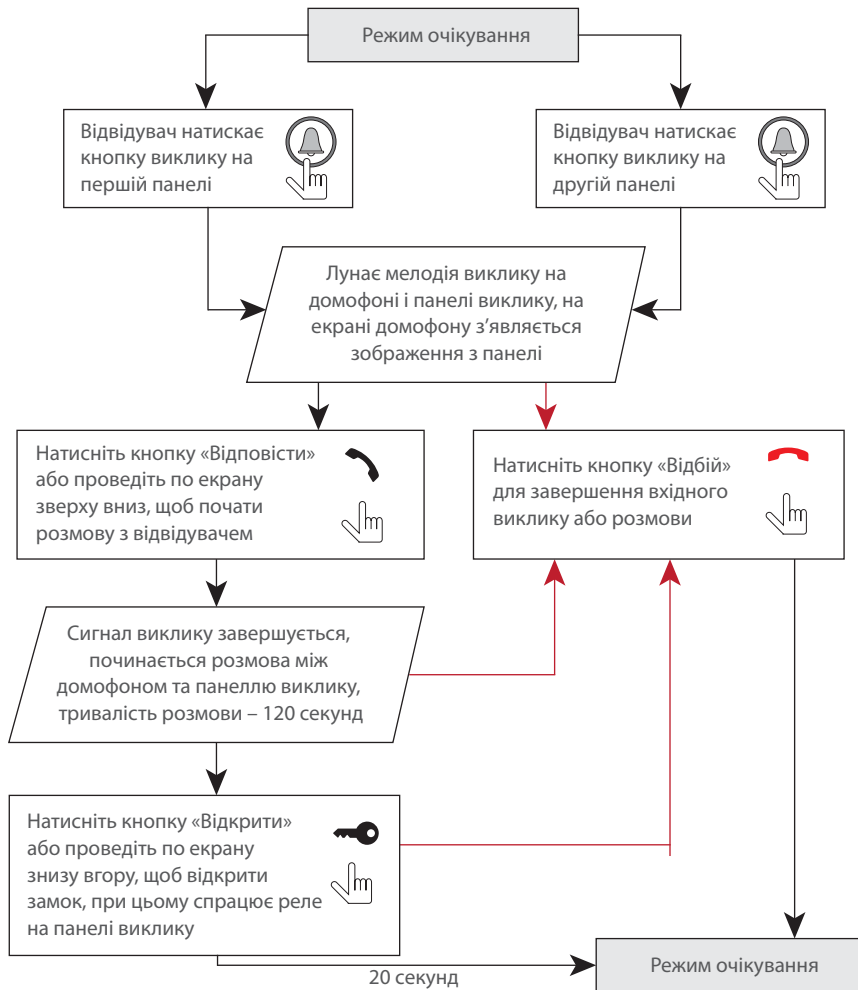 Режим очікування
Відвідувач натискає
кнопку виклику на
першій панелі
Відвідувач натискає
кнопку виклику на
другій панелі
Лунає мелодія виклику на
домофоні і панелі виклику, на
екрані домофону з’являється
зображення з панелі
Натисніть кнопку «Відповісти»
або проведіть по екрану
зверху вниз, щоб почати
розмову з відвідувачем
Натисніть кнопку «Відбій»
для завершення вхідного
виклику або розмови
Сигнал виклику завершується,
починається розмова між
домофоном та панеллю виклику,
тривалість розмови – 120 секунд
Натисніть кнопку «Відкрити»
або проведіть по екрану
знизу вгору, щоб відкрити
замок, при цьому спрацює реле
на панелі виклику
20 секунд
Режим очікування